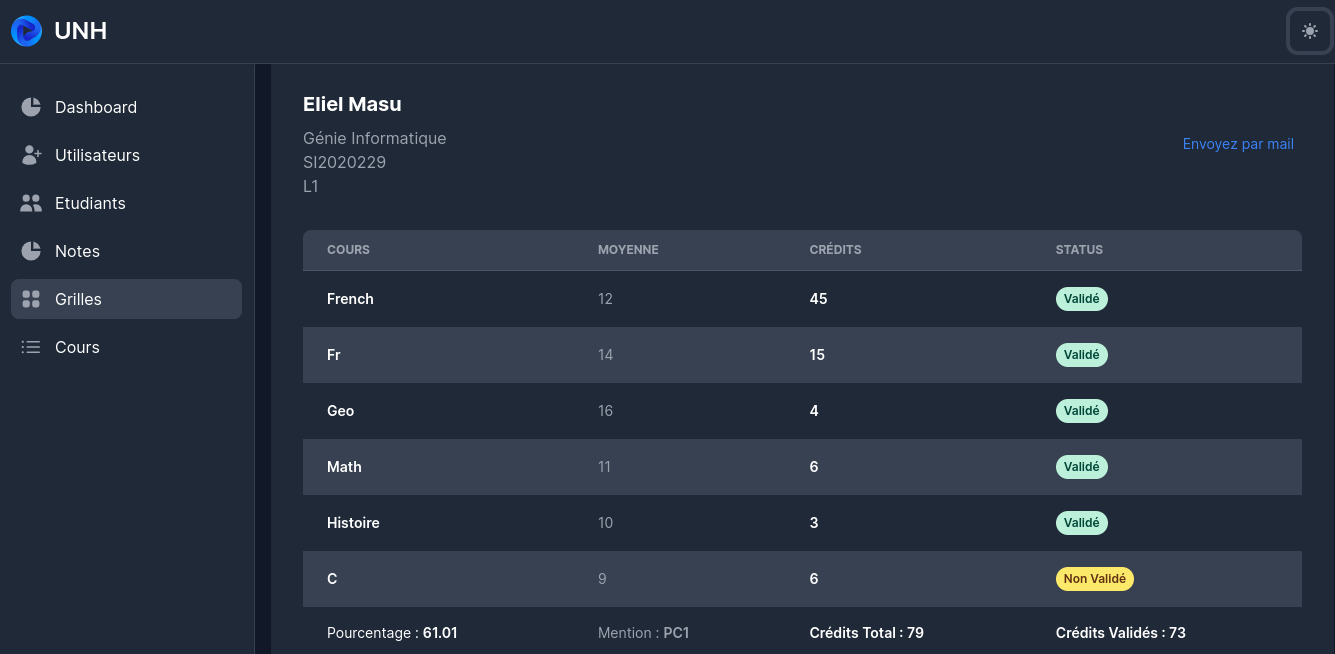 UNH
Dashboard
Utilisateurs
Etudiants
Notes
Grilles
Cours
Eliel Masu
Génie Informatique
SI2020229
L1
Envoyez par mail
COURS MOYENNE CRÉDITS STATUS
French 12 45 Validé
Fr 14 15 Validé
Geo 16 4 Validé
Math 11 6 Validé
Histoire 10 3 Validé
C 9 6 Non Validé
Pourcentage : 61.01 Mention : PC1 Crédits Total : 79 Crédits Validés : 73